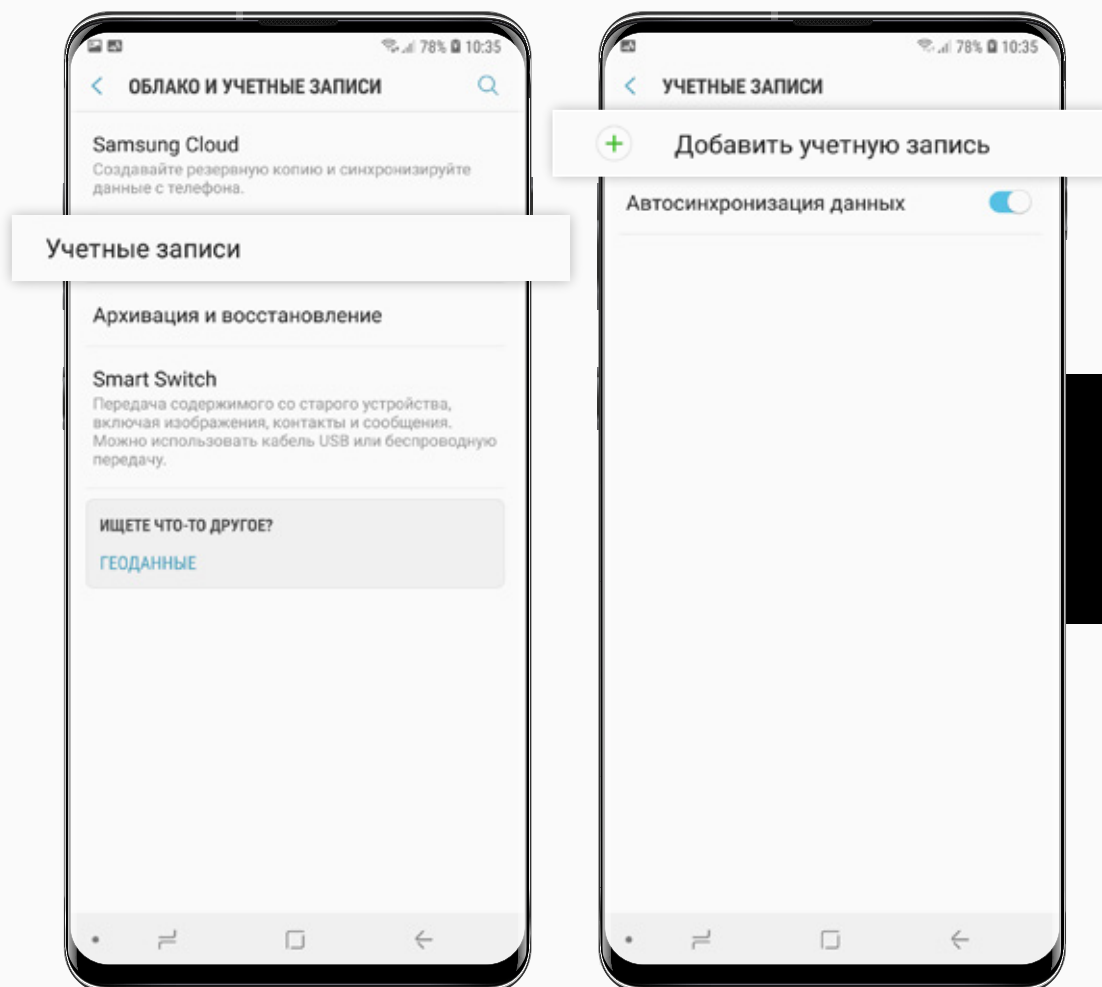 78% 10:35
ОБЛАКО И УЧЕТНЫЕ ЗАПИСИ
Samsung Cloud
Создавайте резервную копию и синхронизируйте
данные с телефона.
Учетные записи
Архивация и восстановление
Smart Switch
Передача содержимого со старого устройства,
включая изображения, контакты и сообщения.
Можно использовать кабель USB или беспроводную
передачу.
ИЩЕТЕ ЧТО-ТО ДРУГОЕ?
ГЕОДАННЫЕ
78% 10:35
УЧЕТНЫЕ ЗАПИСИ
Добавить учетную запись
Автосинхронизация данных